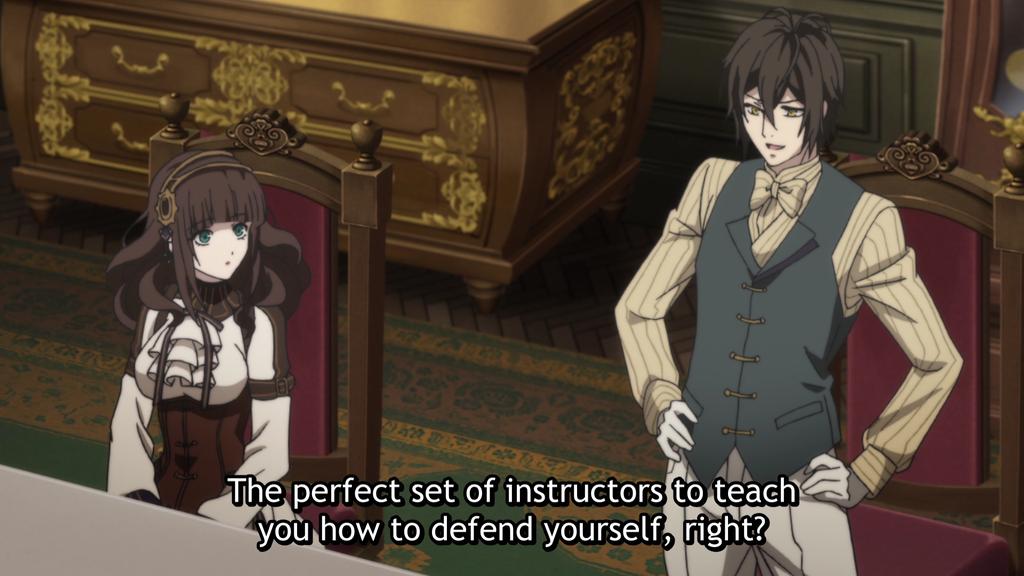 The perfect set of instructors to teach
you how to defend yourself, right?